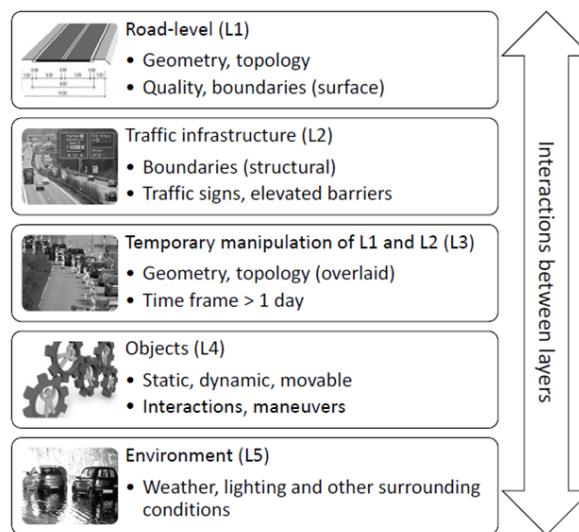 Road-level (L1)
• Geometry, topology
• Quality, boundaries (surface)
Traffic infrastructure (L2)
• Boundaries (structural)
• Traffic signs, elevated barriers
Temporary manipulation of L1 and L2 (L3)
• Geometry, topology (overlaid)
• Time frame > 1 day
Objects (L4)
• Static, dynamic, movable
• Interactions, maneuvers
Environment (L5)
• Weather, lighting and other surrounding
conditions
Interactions between layers